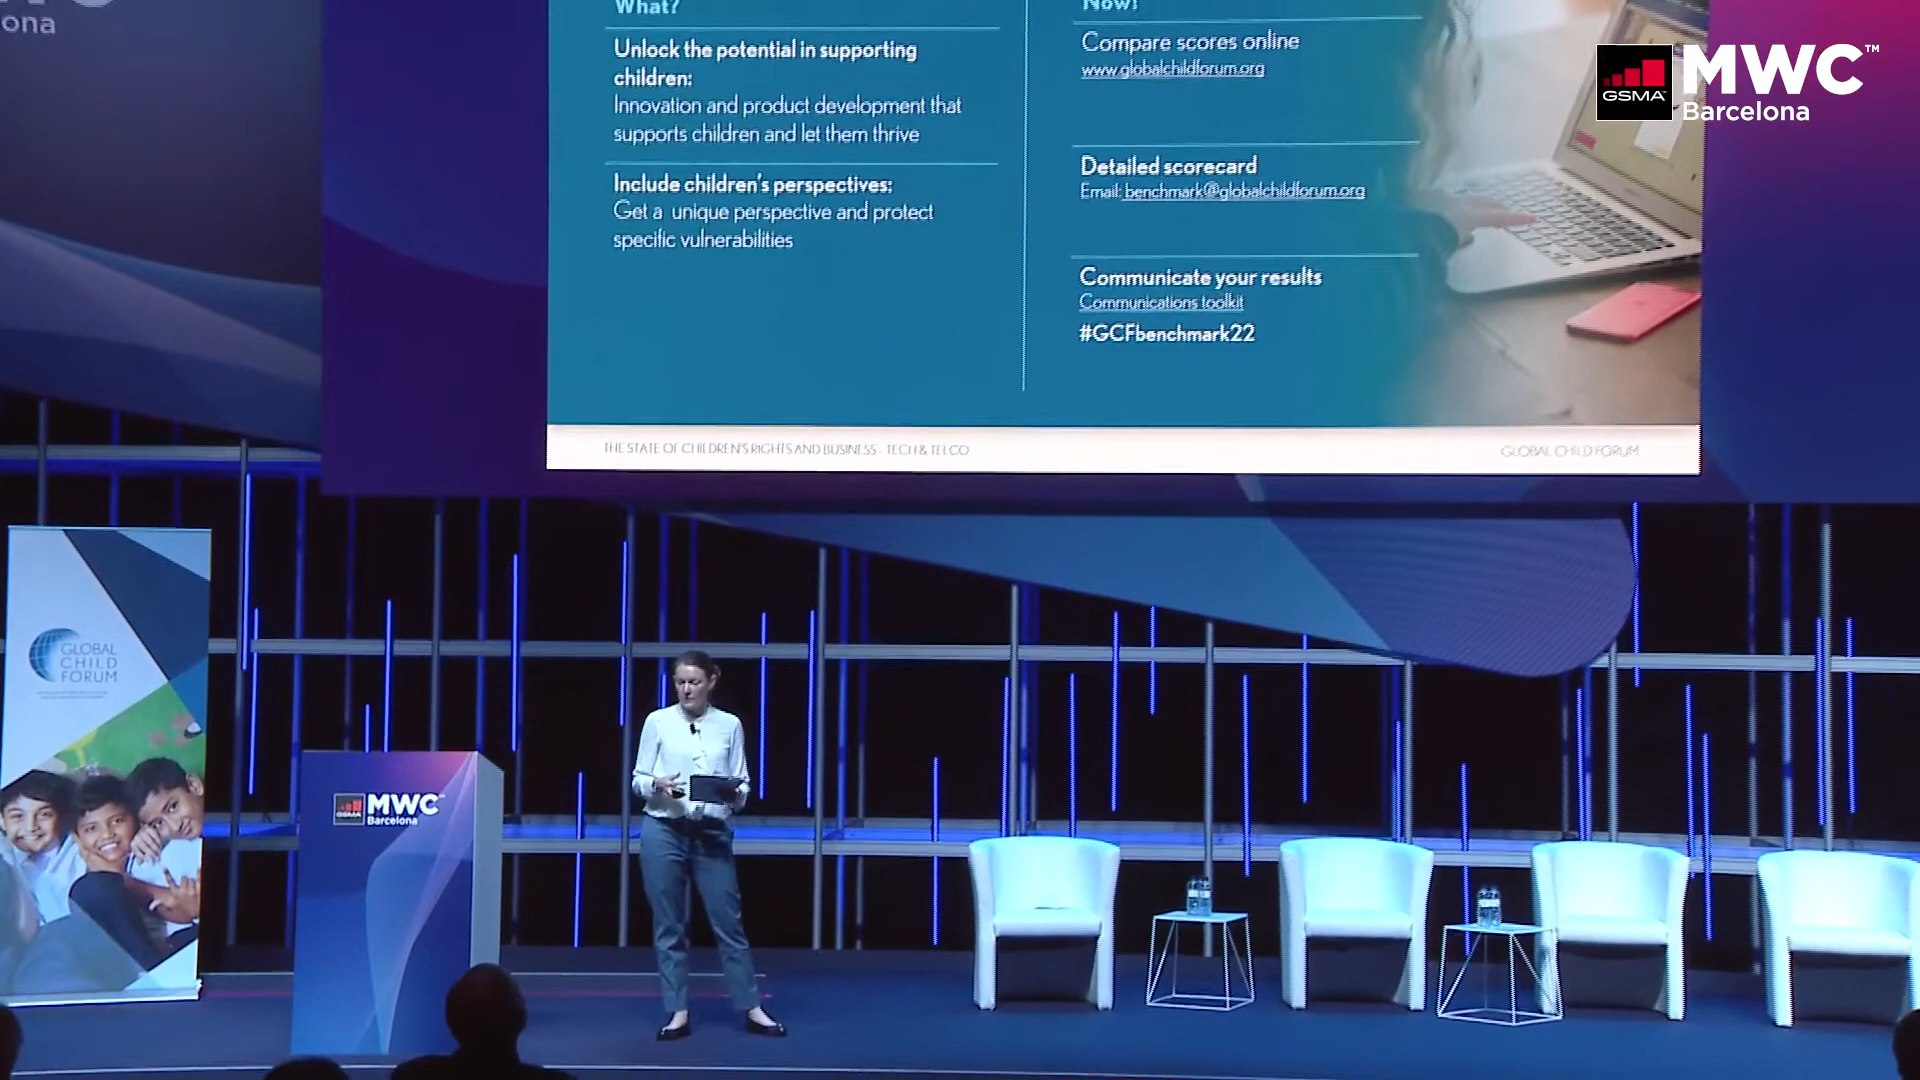 ona
What?
Unlock the potential in supporting
children:
Innovation and product development that
supports children and let them thrive
Include children's perspectives:
Get a unique perspective and protect
specific vulnerabilities
Now!
Compare scores online
www.globalchildforum.org
Detailed scorecard
Email: benchmark@globalchildforum.org
Communicate your results
Communications toolkit
#GCFbenchmark22
THE STATE OF CHILDREN'S RIGHTS AND BUSINESS - TECH & TELCO
GLOBAL CHILD FORUM
GSMA™
MWC™
Barcelona
GLOBAL
CHILD
FORUM
GSMA
MWC
Barcelona